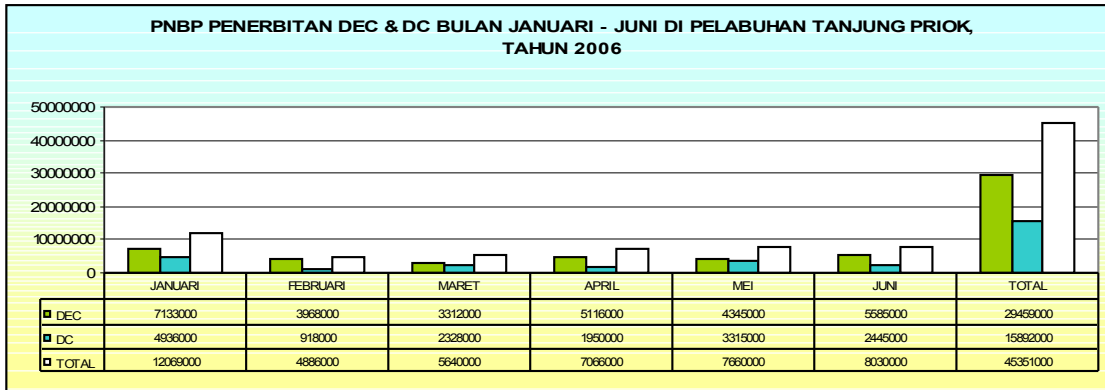 PNBP PENERBITAN DEC & DC BULAN JANUARI - JUNI DI PELABUHAN TANJUNG PRIOK,
TAHUN 2006
50000000
40000000
30000000
20000000
10000000
0
JANUARI FEBRUARI MARET APRIL MEI JUNI TOTAL
DEC 7133000 3968000 3312000 5116000 4345000 5585000 29459000
DC 4936000 918000 2328000 1950000 3315000 2445000 15892000
TOTAL 12069000 4886000 5640000 7066000 7660000 8030000 45351000